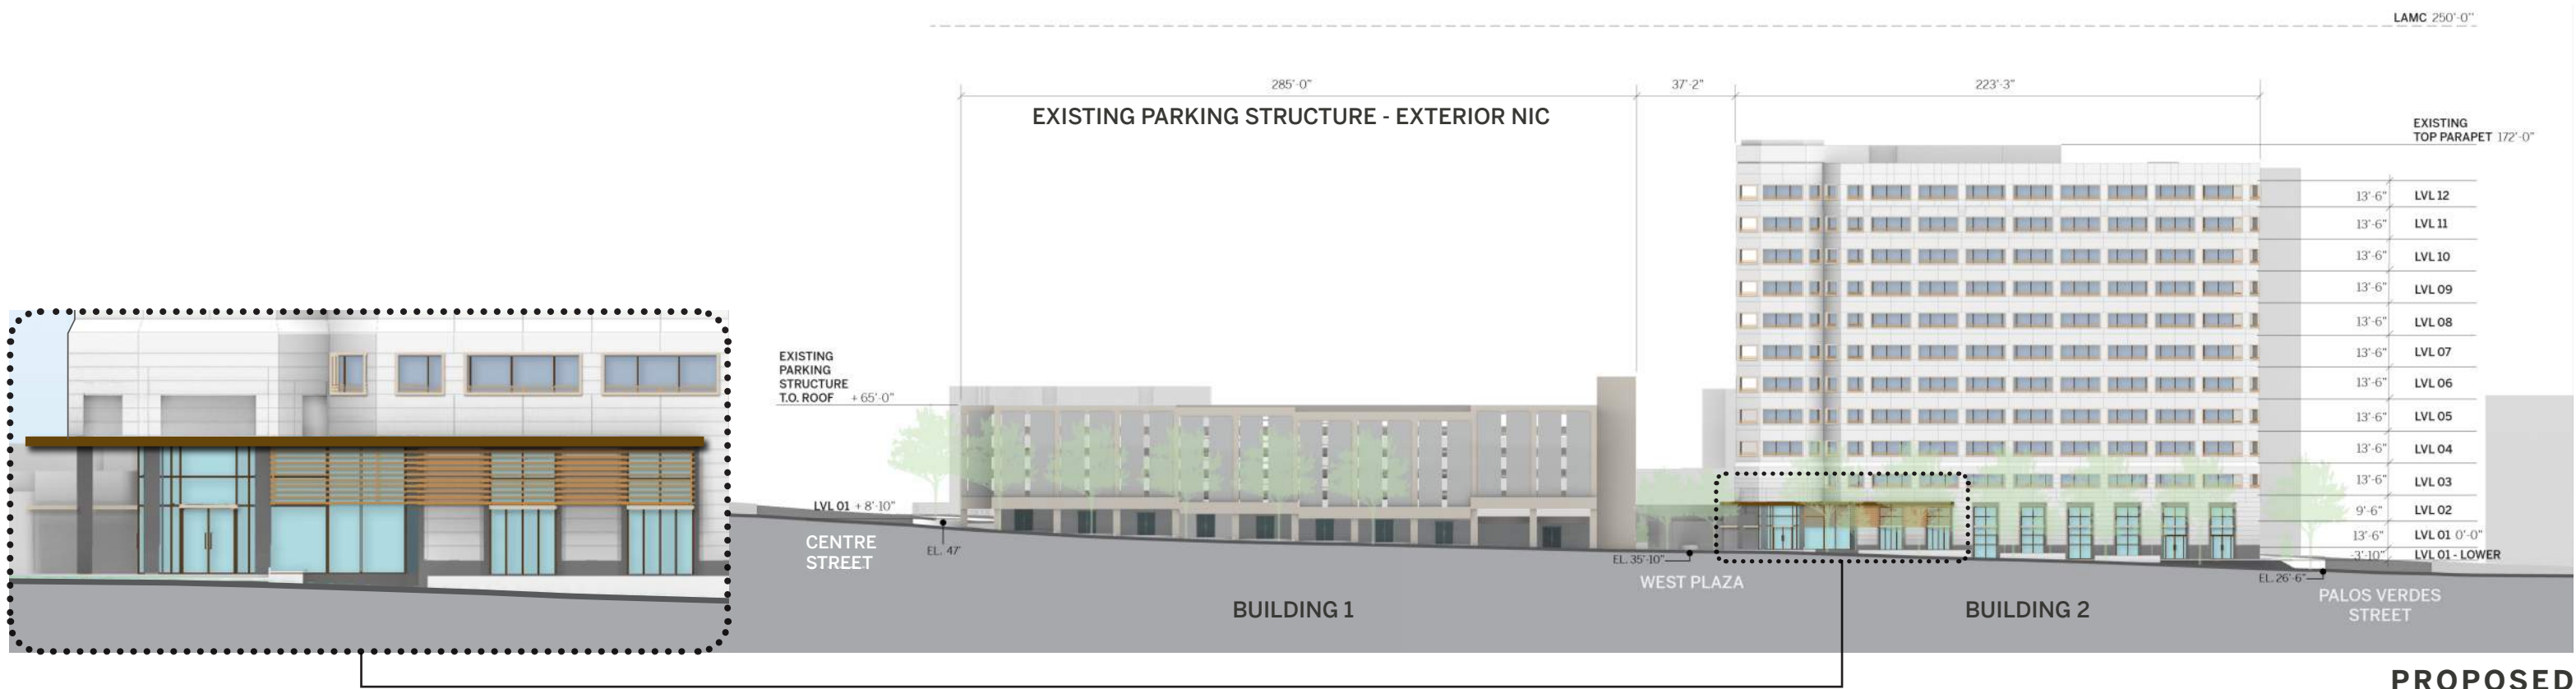 LAMC 250'-0"
285'-0"
37'-2"
223'-3"
EXISTING PARKING STRUCTURE - EXTERIOR NIC
EXISTING
TOP PARAPET 172'-0"
13'-6" LVL 12
13'-6" LVL 11
13'-6" LVL 10
13'-6" LVL 09
13'-6" LVL 08
13'-6" LVL 07
13'-6" LVL 06
13'-6" LVL 05
13'-6" LVL 04
13'-6" LVL 03
9'-6" LVL 02
13'-6" LVL 01 0'-0"
-3'-10" LVL 01 - LOWER
EXISTING
PARKING
STRUCTURE
T.O. ROOF + 65'-0"
LVL 01 + 8'-10"
CENTRE
STREET
EL. 47'
EL. 35'-10"
WEST PLAZA
EL. 26'-6"
PALOS VERDES
STREET
BUILDING 1
BUILDING 2
PROPOSED